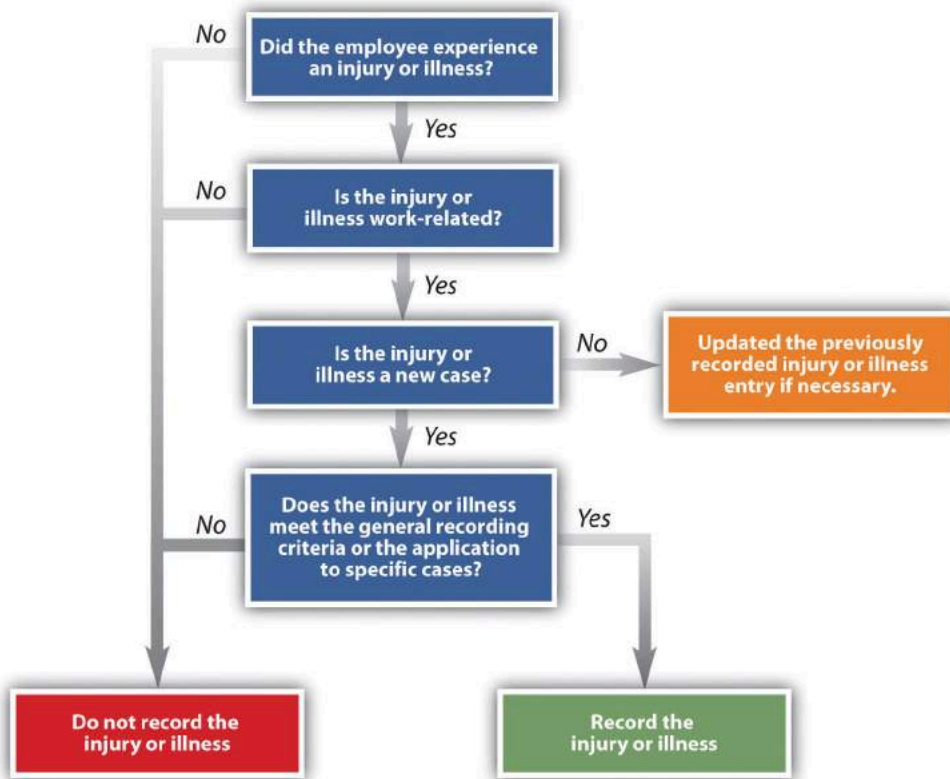 No
Did the employee experience
an injury or illness?
Yes
No
Is the injury or
illness work-related?
Yes
Is the injury or
illness a new case?
No
Updated the previously
recorded injury or illness
entry if necessary.
Yes
No
Does the injury or illness
meet the general recording
criteria or the application
to specific cases?
Yes
Do not record the
injury or illness
Record the
injury or illness